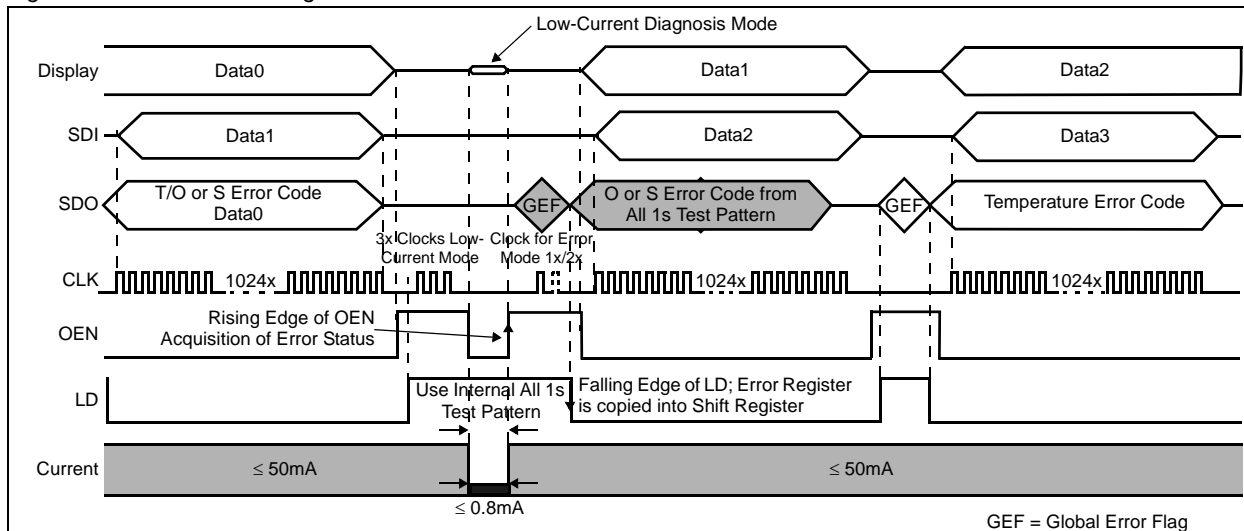 Low-Current Diagnosis Mode
Display
Data0
Data1
Data2
SDI
Data1
Data2
Data3
SDO
T/O or S Error Code
Data0
GEF
O or S Error Code from
All 1s Test Pattern
GEF
Temperature Error Code
3x Clocks Low-
Current Mode
Clock for Error
Mode 1x/2x
CLK
1024x
1024x
1024x
OEN
Rising Edge of OEN
Acquisition of Error Status
LD
Use Internal All 1s
Test Pattern
Falling Edge of LD; Error Register
is copied into Shift Register
Current
≤ 50mA
≤ 50mA
≤ 0.8mA
GEF = Global Error Flag